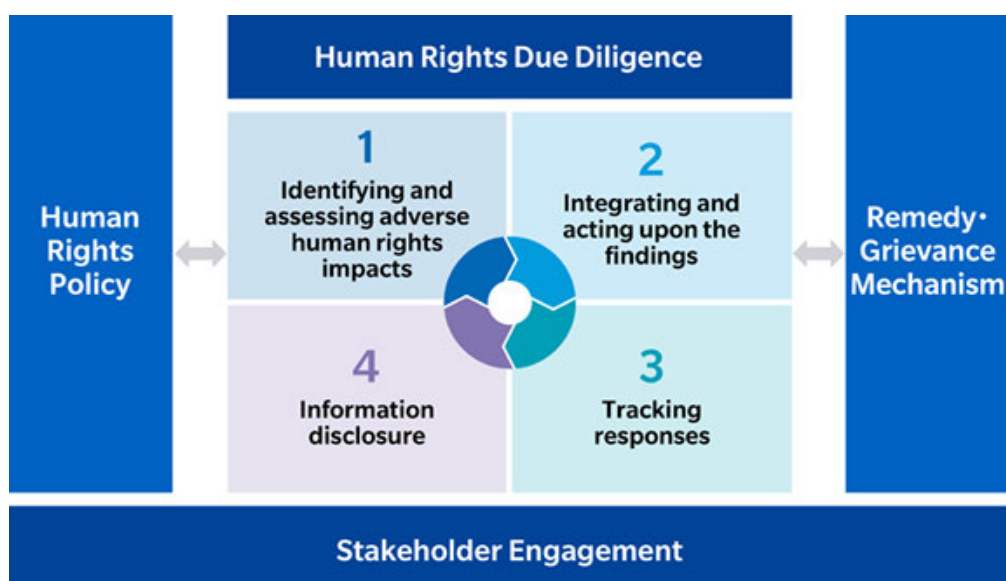 Human Rights Due Diligence
Human
Rights
Policy
1
Identifying and
assessing adverse
human rights
impacts
2
Integrating and
acting upon the
findings
Remedy・
Grievance
Mechanism
4
Information
disclosure
3
Tracking
responses
Stakeholder Engagement